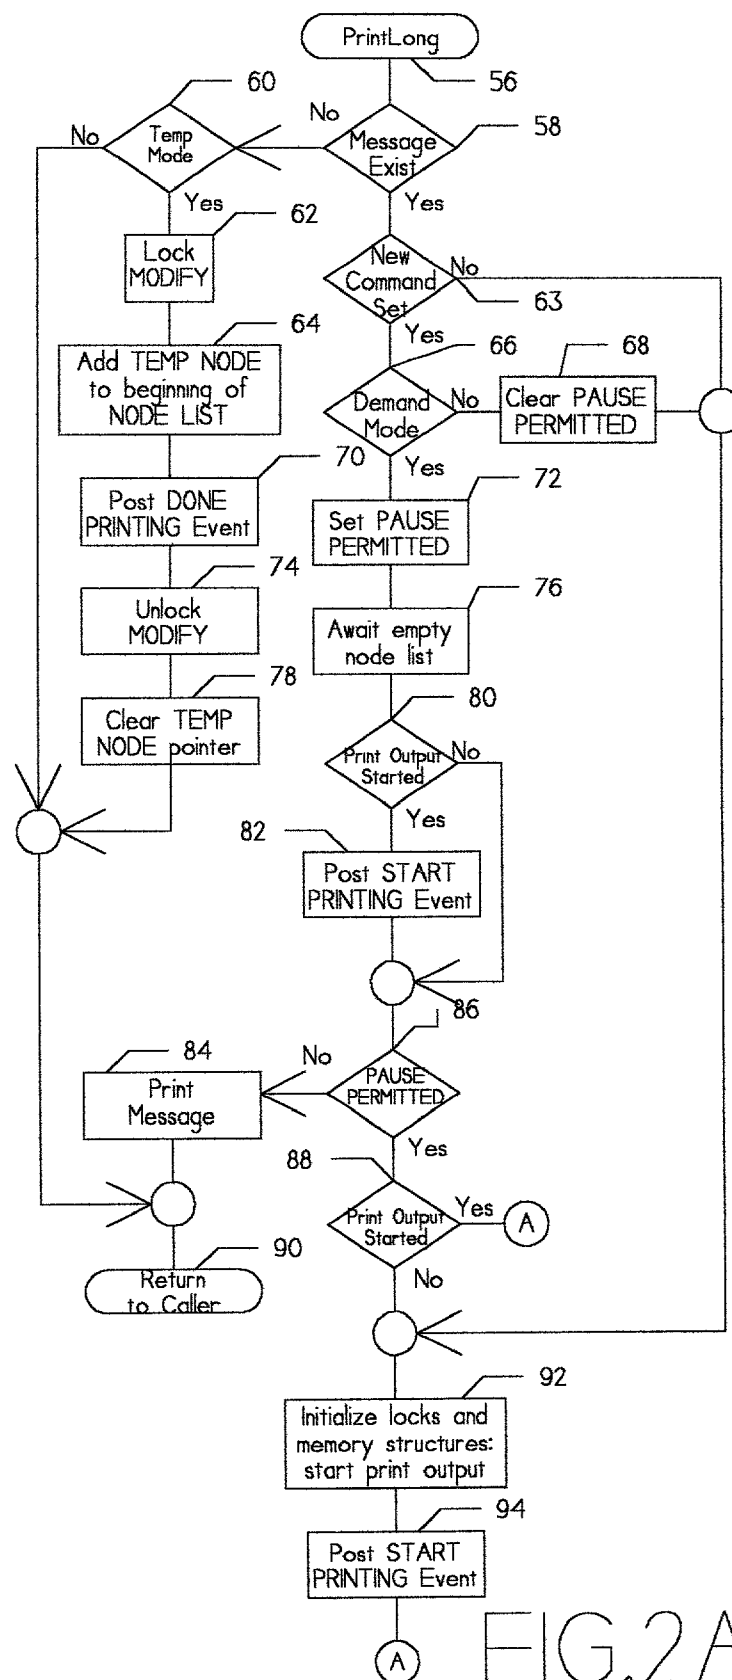 PrintLong
56
60
No
58
No
Temp
Mode
Message
Exist
Yes
Yes
62
Lock
MODIFY
New
Command
Set
No
63
64
Yes
66
68
Add TEMP NODE
to beginning of
NODE LIST
Demand
Mode
No
Clear PAUSE
PERMITTED
70
Yes
72
Post DONE
PRINTING Event
Set PAUSE
PERMITTED
74
76
Unlock
MODIFY
Await empty
node list
78
80
Clear TEMP
NODE pointer
Print Output
Started
No
82
Yes
Post START
PRINTING Event
86
84
No
PAUSE
PERMITTED
Print
Message
Yes
88
Print Output
Started
Yes
A
90
Return
to Caller
No
92
Initialize locks and
memory structures:
start print output
94
Post START
PRINTING Event
A
FIG.2A